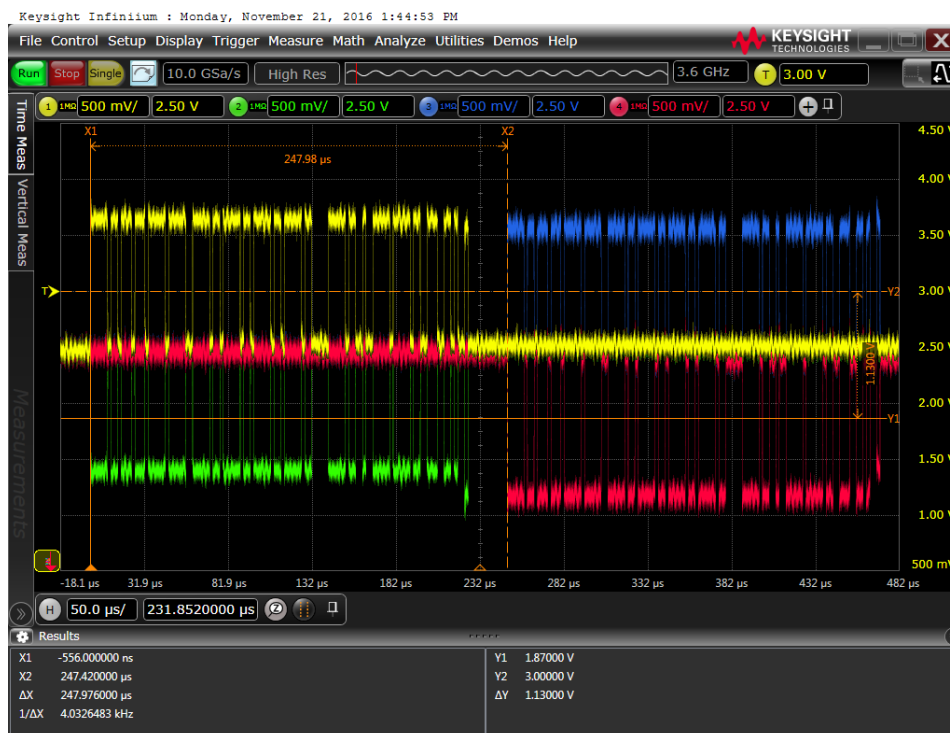 Keysight Infiniium : Monday, November 21, 2016 1:44:53 PM
File Control Setup Display Trigger Measure Math Analyze Utilities Demos Help
KEYSIGHT
TECHNOLOGIES
Run Stop Single 10.0 GSa/s High Res 3.6 GHz T 3.00 V
1 1MΩ 500 mV/ 2.50 V 2 1MΩ 500 mV/ 2.50 V 3 1MΩ 500 mV/ 2.50 V 4 1MΩ 500 mV/ 2.50 V
Time Meas
Vertical Meas
Measurements
X1 X2
247.98 µs
4.50 V
4.00 V
3.50 V
T 3.00 V
Y2
2.50 V
1.1300 V
2.00 V
Y1
1.50 V
1.00 V
500 mV
-18.1 µs 31.9 µs 81.9 µs 132 µs 182 µs 232 µs 282 µs 332 µs 382 µs 432 µs 482 µs
H 50.0 µs/ 231.8520000 µs
Results
X1 -556.000000 ns Y1 1.87000 V
X2 247.420000 µs Y2 3.00000 V
ΔX 247.976000 µs ΔY 1.13000 V
1/ΔX 4.0326483 kHz